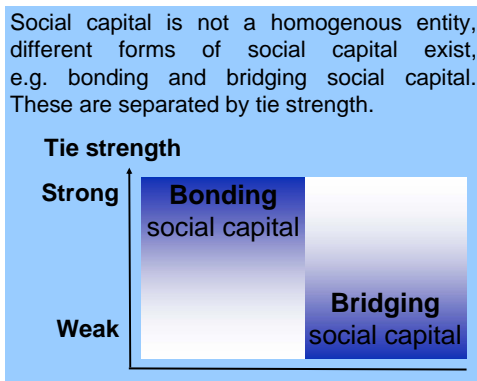 Social capital is not a homogenous entity,
different forms of social capital exist,
e.g. bonding and bridging social capital.
These are separated by tie strength.
Tie strength
Strong
Bonding
social capital
Bridging
social capital
Weak